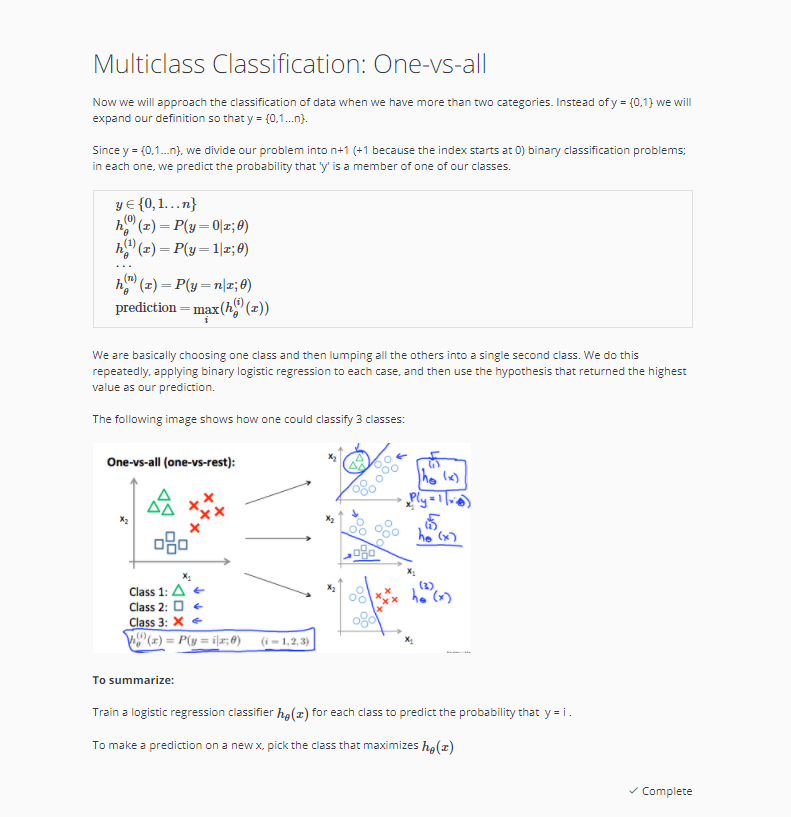 Multiclass Classification: One-vs-all
Now we will approach the classification of data when we have more than two categories. Instead of y = {0,1} we will
expand our definition so that y = {0,1...n}.
Since y = {0,1...n}, we divide our problem into n+1 (+1 because the index starts at 0) binary classification problems;
in each one, we predict the probability that 'y' is a member of one of our classes.
y ∈ {0, 1...n}
h_θ^(0)(x) = P(y = 0|x; θ)
h_θ^(1)(x) = P(y = 1|x; θ)
...
h_θ^(n)(x) = P(y = n|x; θ)
prediction = max_i(h_θ^(i)(x))
We are basically choosing one class and then lumping all the others into a single second class. We do this
repeatedly, applying binary logistic regression to each case, and then use the hypothesis that returned the highest
value as our prediction.
The following image shows how one could classify 3 classes:
One-vs-all (one-vs-rest):
x₂
x₁
Class 1:
Class 2:
Class 3:
h_θ^(i)(x) = P(y = i|x; θ) (i = 1, 2, 3)
x₂
x₁
h_θ^(1)(x)
P(y=1|x;θ)
x₂
x₁
h_θ^(2)(x)
x₂
x₁
h_θ^(3)(x)
To summarize:
Train a logistic regression classifier h_θ(x) for each class to predict the probability that y = i .
To make a prediction on a new x, pick the class that maximizes h_θ(x)
✓ Complete